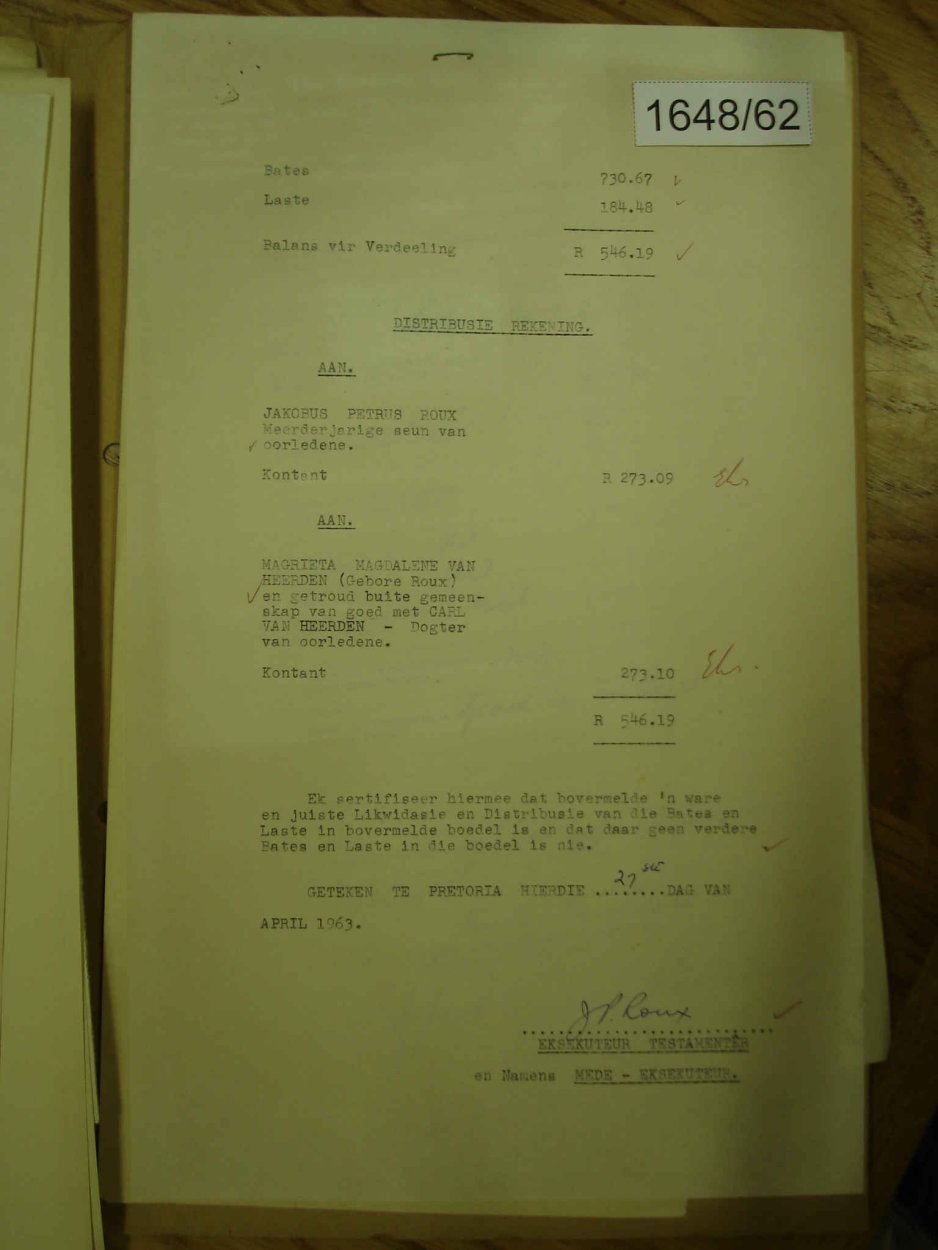 1648/62
Bates 730.67
Laste 184.48
Balans vir Verdeeling R 546.19
DISTRIBUSIE REKENING.
AAN.
JAKOBUS PETRUS ROUX
Meerderjarige seun van
oorledene.
Kontant R 273.09
AAN.
MAGRIETA MAGDALENE VAN
HEERDEN (Gebore Roux)
en getroud buite gemeen-
skap van goed met CARL
VAN HEERDEN - Dogter
van oorledene.
Kontant 273.10
R 546.19
Ek sertifiseer hiermee dat bovermelde 'n ware
en juiste Likwidasie en Distribusie van die Bates en
Laste in bovermelde boedel is en dat daar geen verdere
Bates en Laste in die boedel is nie.
GETEKEN TE PRETORIA HIERDIE ..27ste..DAG VAN
APRIL 1963.
J P. Roux
EKSEKUTEUR TESTAMENTÊR
en Namens MEDE - EKSEKUTEUR.